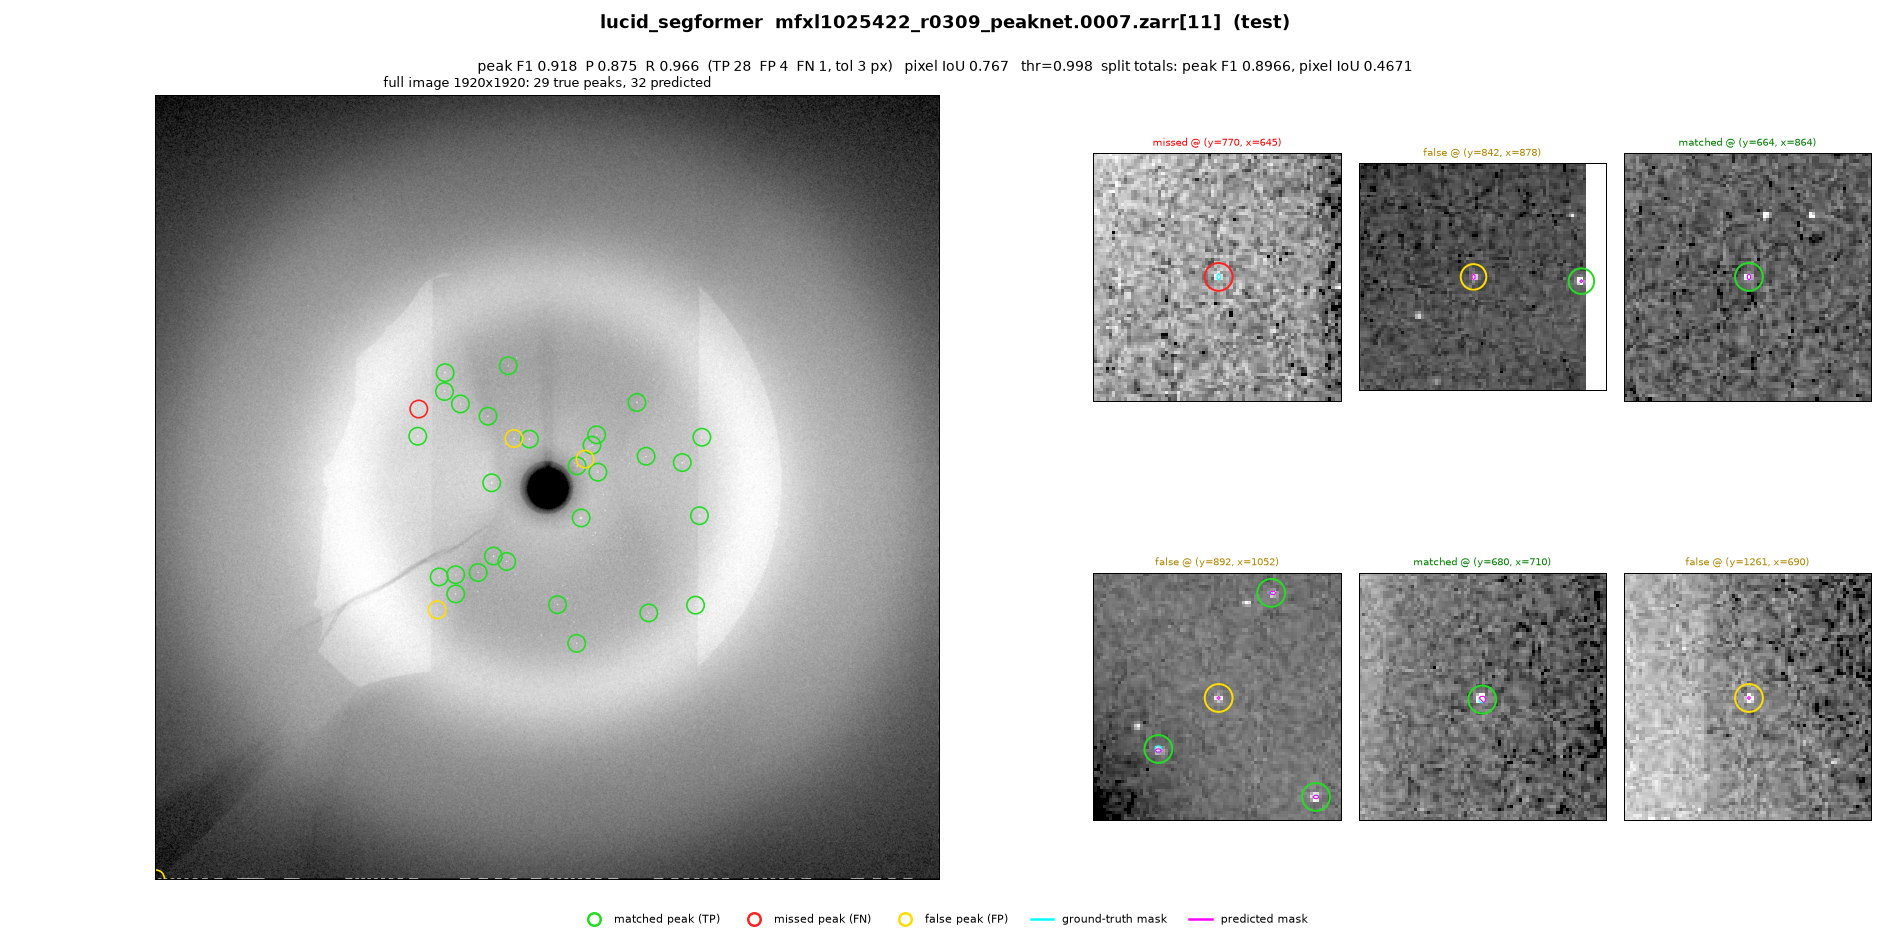 lucid_segformer  mfxl1025422_r0309_peaknet.0007.zarr[11]  (test)
peak F1 0.918  P 0.875  R 0.966  (TP 28  FP 4  FN 1, tol 3 px)   pixel IoU 0.767   thr=0.998  split totals: peak F1 0.8966, pixel IoU 0.4671
full image 1920x1920: 29 true peaks, 32 predicted
missed @ (y=770, x=645)
false @ (y=842, x=878)
matched @ (y=664, x=864)
false @ (y=892, x=1052)
matched @ (y=680, x=710)
false @ (y=1261, x=690)
matched peak (TP)
missed peak (FN)
false peak (FP)
ground-truth mask
predicted mask